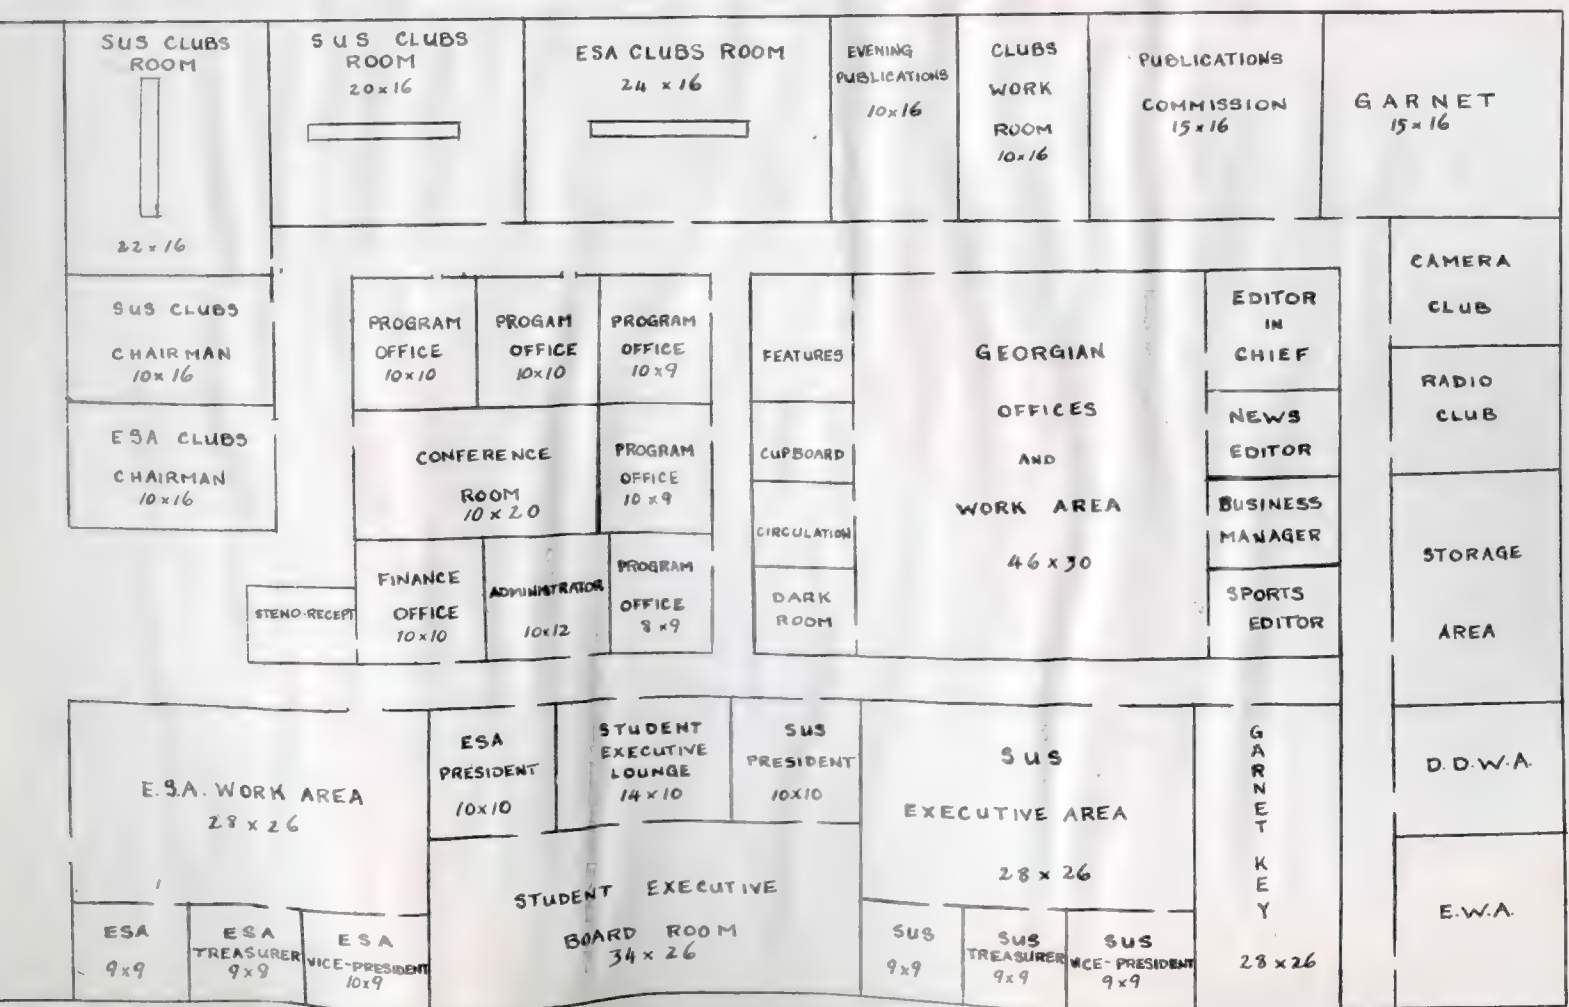 SUS CLUBS
ROOM
22 x 16
SUS CLUBS
ROOM
20 x 16
ESA CLUBS ROOM
24 x 16
EVENING
PUBLICATIONS
10 x 16
CLUBS
WORK
ROOM
10 x 16
PUBLICATIONS
COMMISSION
15 x 16
GARNET
15 x 16
SUS CLUBS
CHAIRMAN
10 x 16
ESA CLUBS
CHAIRMAN
10 x 16
PROGRAM
OFFICE
10 x 10
PROGAM
OFFICE
10 x 10
PROGRAM
OFFICE
10 x 9
CONFERENCE
ROOM
10 x 20
PROGRAM
OFFICE
10 x 9
STENO-RECEPT
FINANCE
OFFICE
10 x 10
ADMINISTRATOR
10 x 12
PROGRAM
OFFICE
8 x 9
FEATURES
CUPBOARD
CIRCULATION
DARK
ROOM
GEORGIAN
OFFICES
AND
WORK AREA
46 x 30
EDITOR
IN
CHIEF
NEWS
EDITOR
BUSINESS
MANAGER
SPORTS
EDITOR
CAMERA
CLUB
RADIO
CLUB
STORAGE
AREA
D.D.W.A.
E.W.A.
E.S.A. WORK AREA
28 x 26
ESA
PRESIDENT
10 x 10
STUDENT
EXECUTIVE
LOUNGE
14 x 10
SUS
PRESIDENT
10 x 10
SUS
EXECUTIVE AREA
28 x 26
GARNET KEY
28 x 26
ESA
9 x 9
ESA
TREASURER
9 x 9
ESA
VICE-PRESIDENT
10 x 9
STUDENT EXECUTIVE
BOARD ROOM
34 x 26
SUS
9 x 9
SUS
TREASURER
9 x 9
SUS
VICE-PRESIDENT
9 x 9